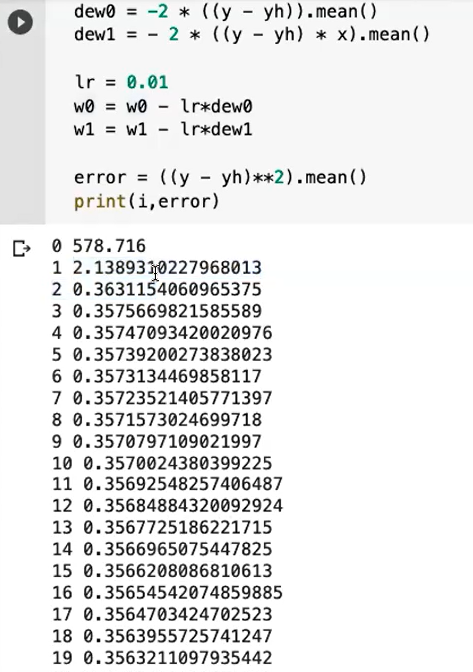 dew0 = -2 * ((y - yh)).mean()
dew1 = - 2 * ((y - yh) * x).mean()
lr = 0.01
w0 = w0 - lr*dew0
w1 = w1 - lr*dew1
error = ((y - yh)**2).mean()
print(i,error)
0 578.716
1 2.1389310227968013
2 0.3631154060965375
3 0.3575669821585589
4 0.35747093420020976
5 0.35739200273838023
6 0.3573134469858117
7 0.35723521405771397
8 0.3571573024699718
9 0.3570797109021997
10 0.3570024380399225
11 0.35692548257406487
12 0.35684884320092924
13 0.3567725186221715
14 0.3566965075447825
15 0.3566208086810613
16 0.35654542074859885
17 0.3564703424702523
18 0.3563955725741247
19 0.3563211097935442